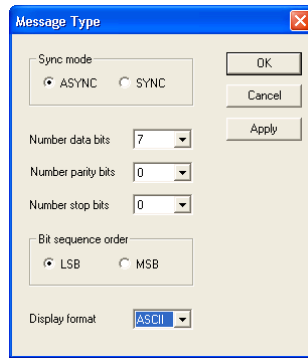 Message Type
Sync mode
ASYNC SYNC
OK
Cancel
Apply
Number data bits 7
Number parity bits 0
Number stop bits 0
Bit sequence order
LSB MSB
Display format ASCII